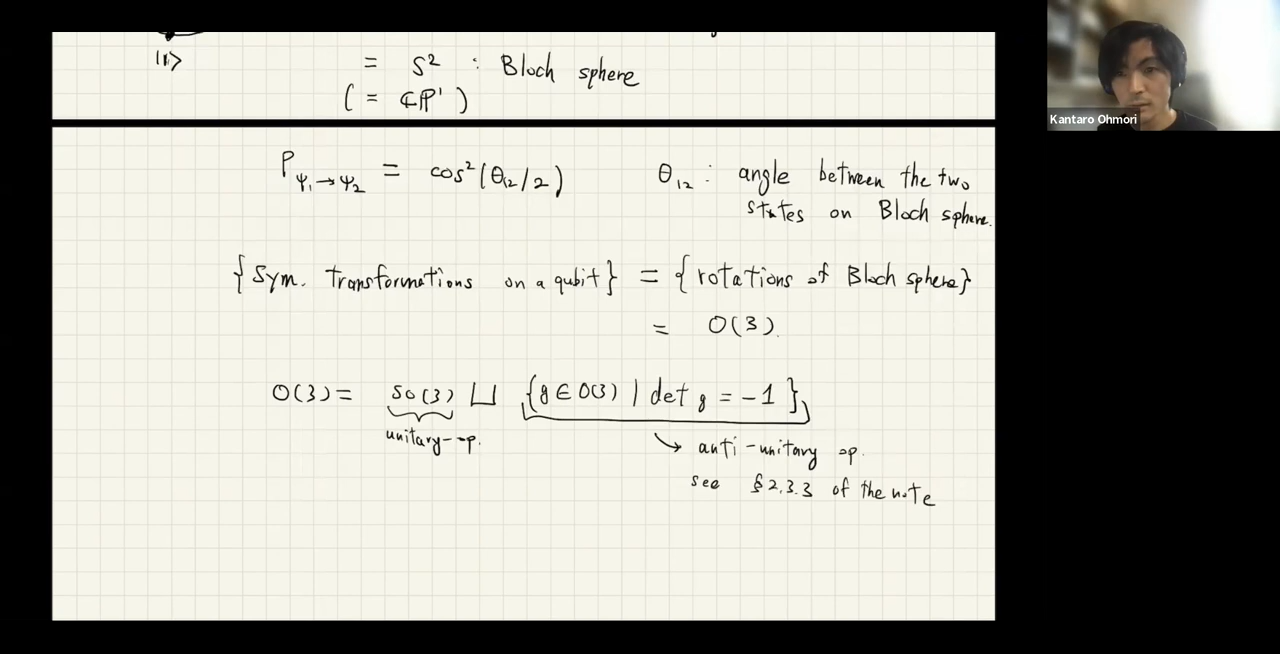 |1>
= S² : Bloch sphere
( = ℂℙ¹ )
P_{ψ₁→ψ₂} = cos²(θ₁₂/2)
θ₁₂ : angle between the two
states on Bloch sphere.
{Sym. transformations on a qubit} = {rotations of Bloch sphere}
= O(3).
O(3) = SO(3) ⊔ {g ∈ O(3) | det g = -1}
unitary op.
→ anti-unitary op.
see §2.3.3 of the note
Kantaro Ohmori